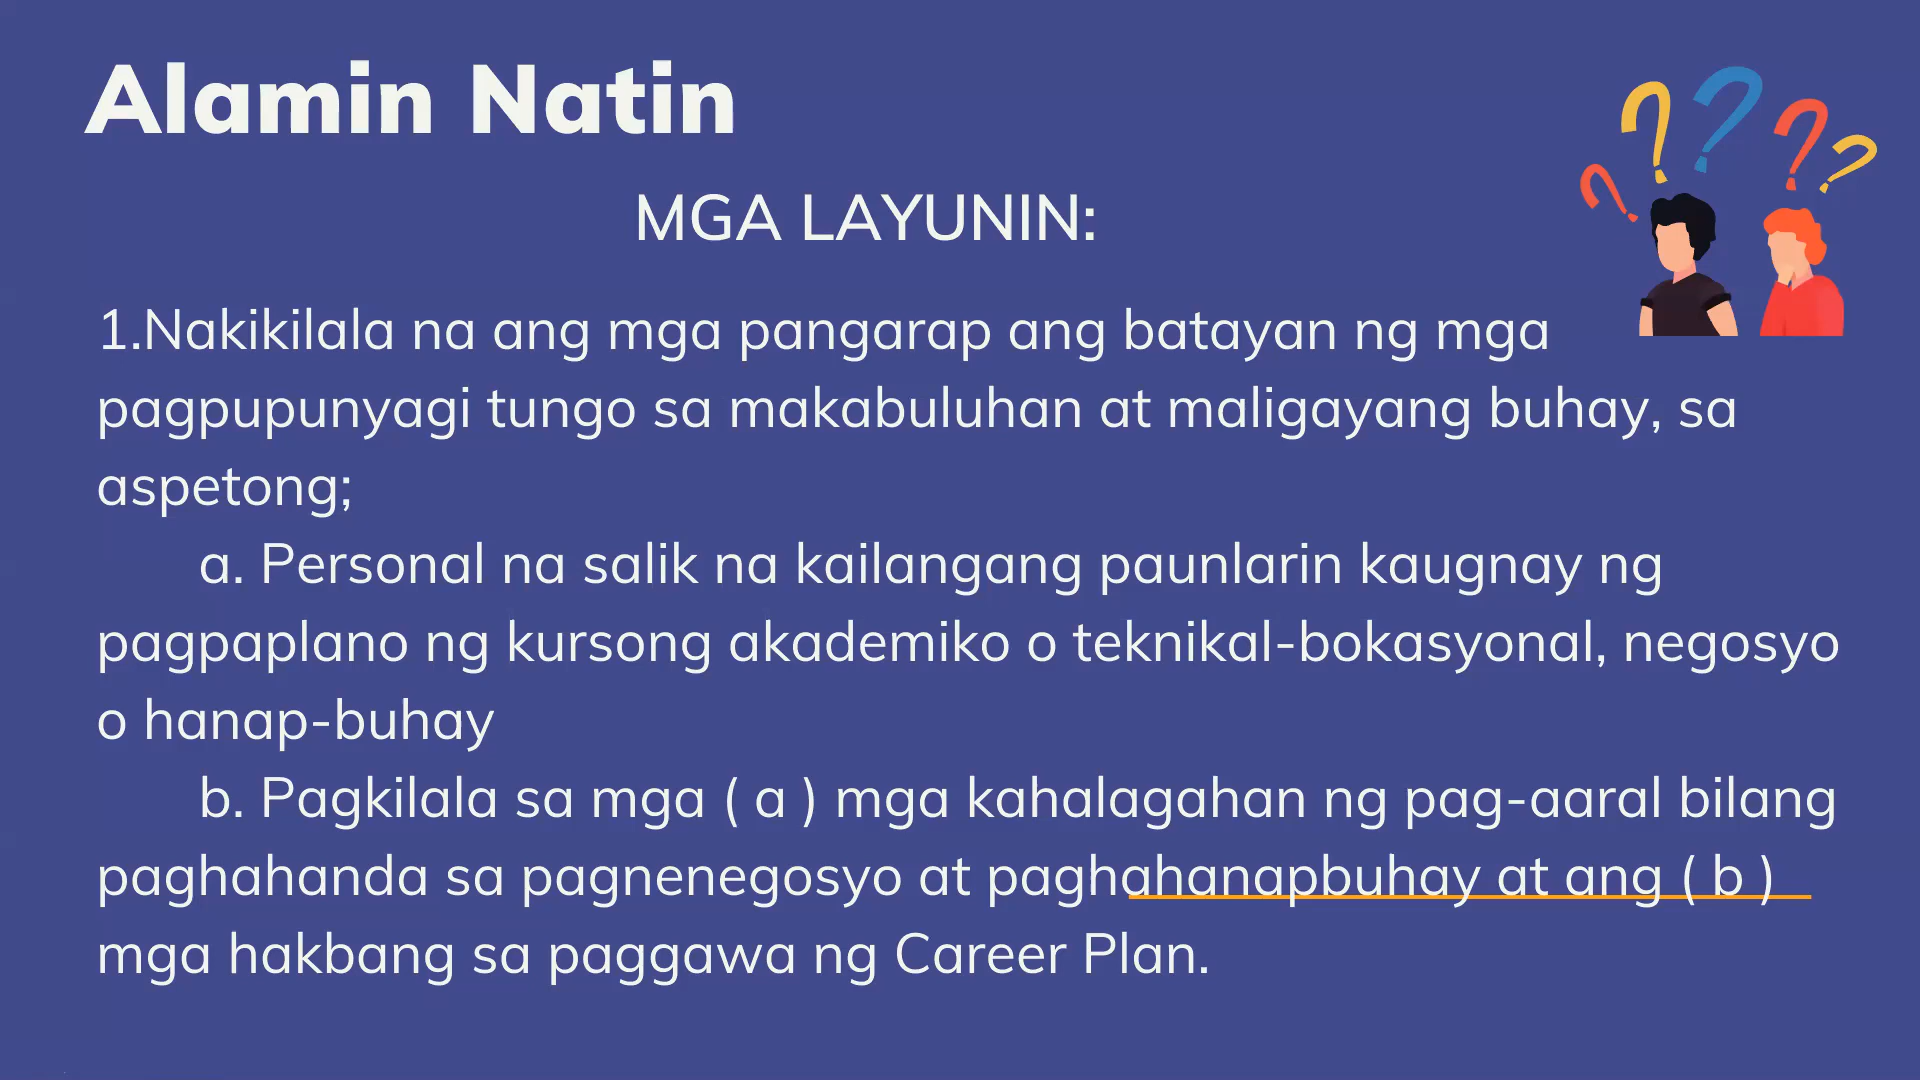 Alamin Natin
MGA LAYUNIN:
1.Nakikilala na ang mga pangarap ang batayan ng mga
pagpupunyagi tungo sa makabuluhan at maligayang buhay, sa
aspetong;
a. Personal na salik na kailangang paunlarin kaugnay ng
pagpaplano ng kursong akademiko o teknikal-bokasyonal, negosyo
o hanap-buhay
b. Pagkilala sa mga ( a ) mga kahalagahan ng pag-aaral bilang
paghahanda sa pagnenegosyo at paghahanapbuhay at ang ( b )
mga hakbang sa paggawa ng Career Plan.